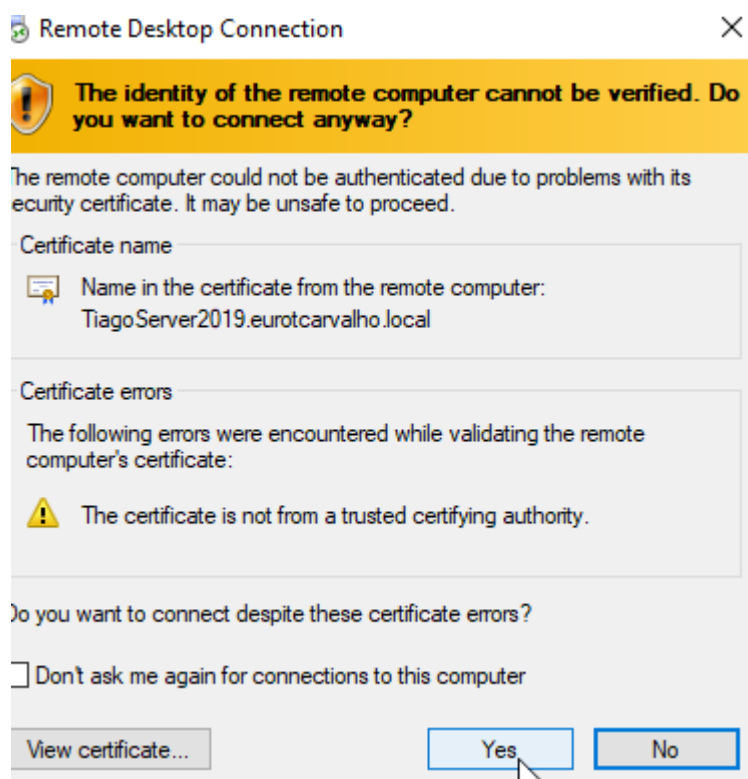 Remote Desktop Connection
The identity of the remote computer cannot be verified. Do
you want to connect anyway?
The remote computer could not be authenticated due to problems with its
security certificate. It may be unsafe to proceed.
Certificate name
Name in the certificate from the remote computer:
TiagoServer2019.eurotcarvalho.local
Certificate errors
The following errors were encountered while validating the remote
computer's certificate:
The certificate is not from a trusted certifying authority.
Do you want to connect despite these certificate errors?
Don't ask me again for connections to this computer
View certificate...
Yes
No